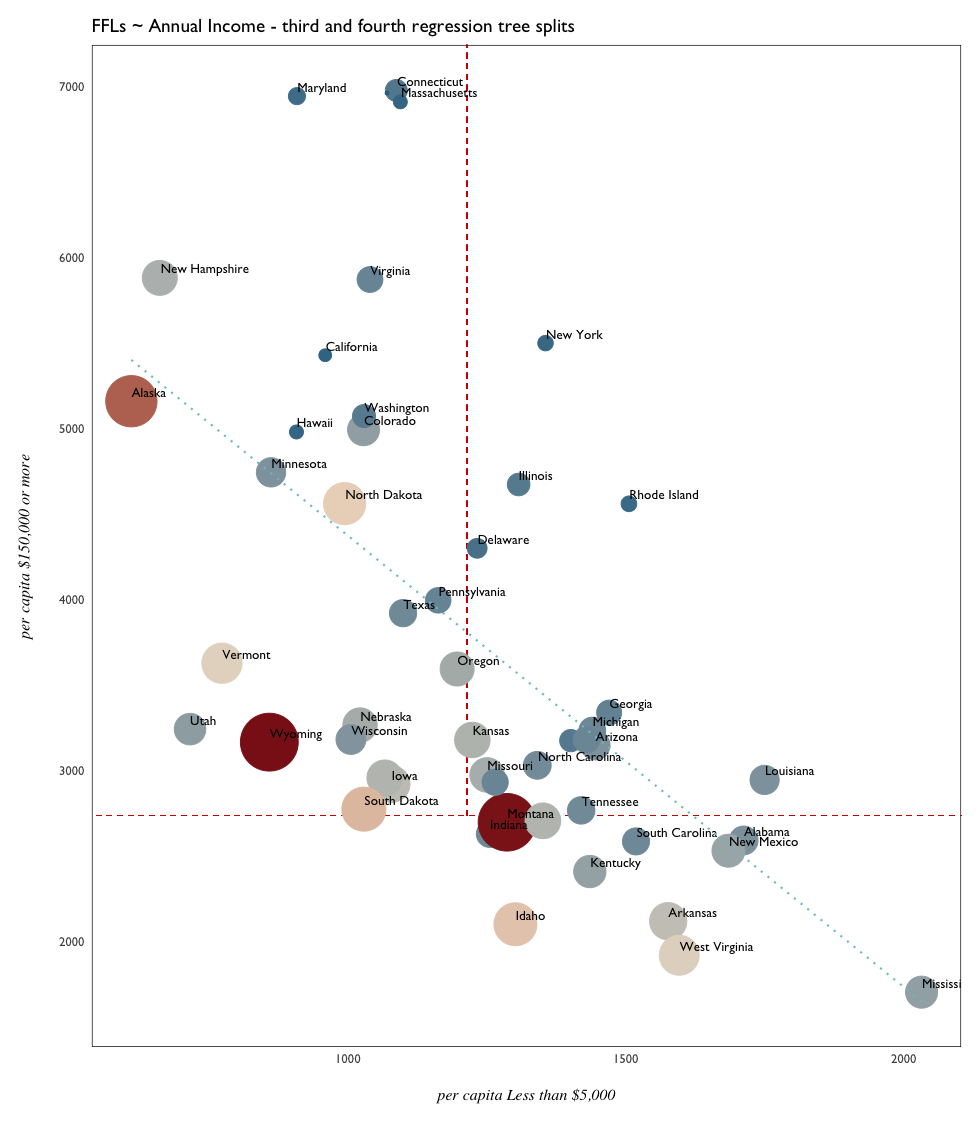 FFLs ~ Annual Income - third and fourth regression tree splits
7000
Maryland
Connecticut
Massachusetts
6000
New Hampshire
Virginia
New York
California
Alaska
Washington
5000
Hawaii
Colorado
Minnesota
Illinois
North Dakota
Rhode Island
Delaware
per capita $150,000 or more
4000
Pennsylvania
Texas
Vermont
Oregon
Georgia
Utah
Nebraska
Michigan
Wyoming
Wisconsin
Kansas
Arizona
3000
Missouri
North Carolina
Iowa
Louisiana
South Dakota
Tennessee
Montana
Indiana
South Carolina
Alabama
New Mexico
Kentucky
2000
Idaho
Arkansas
West Virginia
Mississi
1000
1500
2000
per capita Less than $5,000